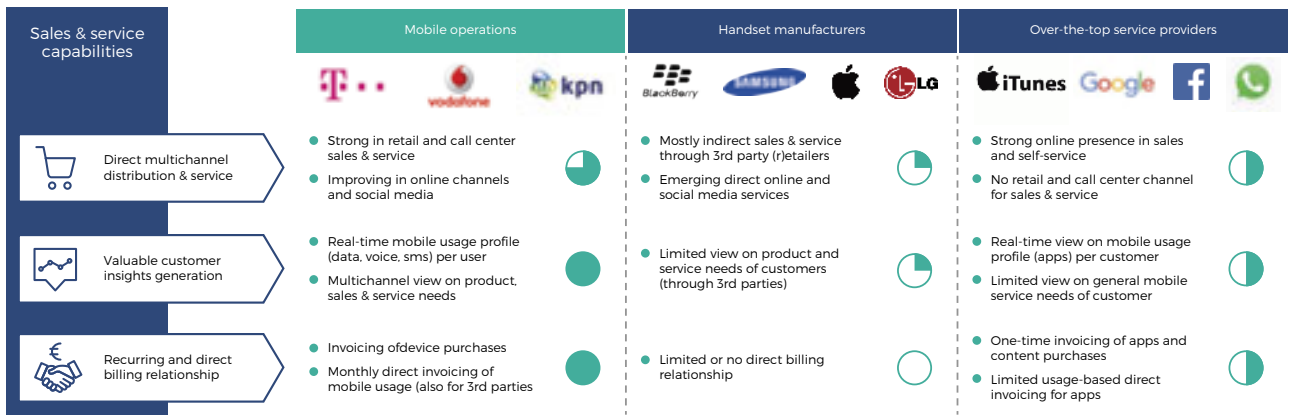 Sales & service
capabilities
Mobile operations
Handset manufacturers
Over-the-top service providers
T
vodafone
kpn
BlackBerry
SAMSUNG
LG
iTunes
Google
f
Direct multichannel
distribution & service
Strong in retail and call center
sales & service
Improving in online channels
and social media
Mostly indirect sales & service
through 3rd party (r)etailers
Emerging direct online and
social media services
Strong online presence in sales
and self-service
No retail and call center channel
for sales & service
Valuable customer
insights generation
Real-time mobile usage profile
(data, voice, sms) per user
Multichannel view on product,
sales & service needs
Limited view on product and
service needs of customers
(through 3rd parties)
Real-time view on mobile usage
profile (apps) per customer
Limited view on general mobile
service needs of customer
€
Recurring and direct
billing relationship
Invoicing ofdevice purchases
Monthly direct invoicing of
mobile usage (also for 3rd parties
Limited or no direct billing
relationship
One-time invoicing of apps and
content purchases
Limited usage-based direct
invoicing for apps